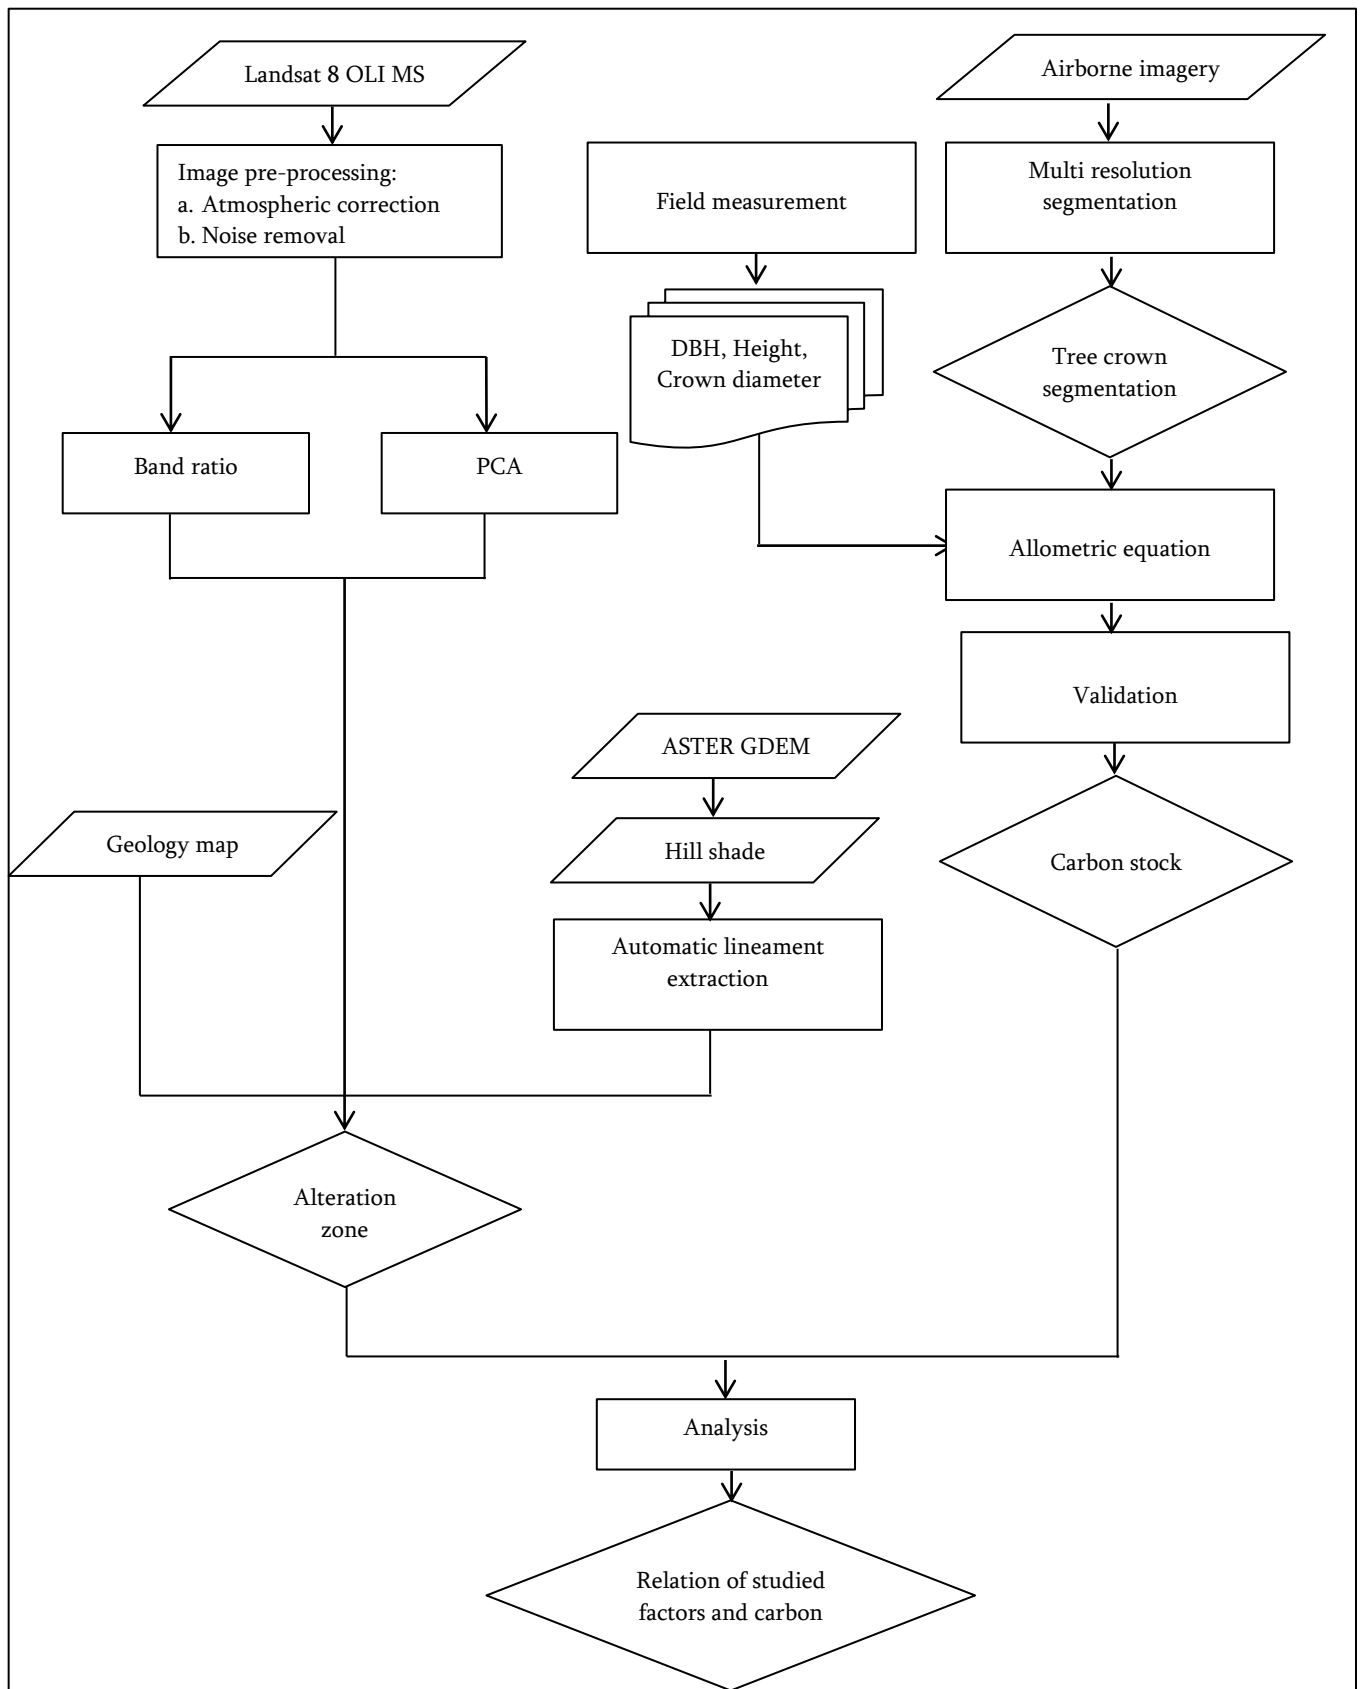 Landsat 8 OLI MS
Airborne imagery
Image pre-processing:
a. Atmospheric correction
b. Noise removal
Field measurement
Multi resolution
segmentation
DBH, Height,
Crown diameter
Tree crown
segmentation
Band ratio
PCA
Allometric equation
Validation
ASTER GDEM
Geology map
Hill shade
Carbon stock
Automatic lineament
extraction
Alteration
zone
Analysis
Relation of studied
factors and carbon